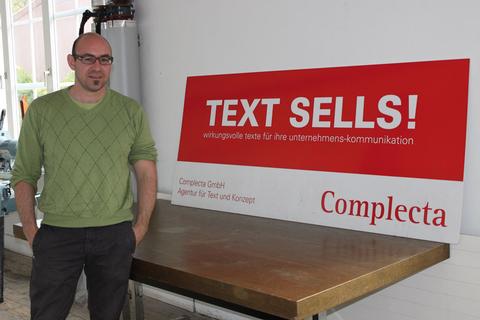 TEXT SELLS!
wirkungsvolle texte für ihre unternehmens-kommunikation
Complecta GmbH
Agentur für Text und Konzept
Complecta